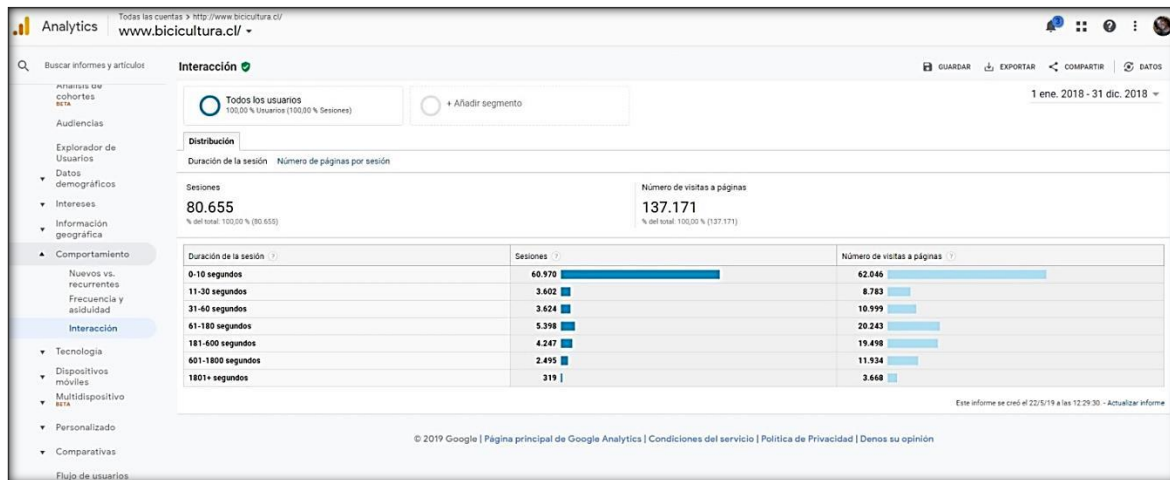 Analytics
Todas las cuentas > http://www.bicicultura.cl/
www.bicicultura.cl/
3
Buscar informes y artículos
Análisis de
cohortes
BETA
Audiencias
Explorador de
Usuarios
Datos
demográficos
Intereses
Información
geográfica
Comportamiento
Nuevos vs.
recurrentes
Frecuencia y
asiduidad
Interacción
Tecnología
Dispositivos
móviles
Multidispositivo
BETA
Personalizado
Comparativas
Flujo de usuarios
Interacción
GUARDAR EXPORTAR COMPARTIR DATOS
Todos los usuarios
100,00 % Usuarios (100,00 % Sesiones)
+ Añadir segmento
1 ene. 2018 - 31 dic. 2018
Distribución
Duración de la sesión Número de páginas por sesión
Sesiones
80.655
% del total: 100,00 % (80.655)
Número de visitas a páginas
137.171
% del total: 100,00 % (137.171)
Duración de la sesión ? Sesiones ? Número de visitas a páginas ?
0-10 segundos 60.970 62.046
11-30 segundos 3.602 8.783
31-60 segundos 3.624 10.999
61-180 segundos 5.398 20.243
181-600 segundos 4.247 19.498
601-1800 segundos 2.495 11.934
1801+ segundos 319 3.668
Este informe se creó el 22/5/19 a las 12:29:30. - Actualizar informe
© 2019 Google | Página principal de Google Analytics | Condiciones del servicio | Política de Privacidad | Denos su opinión